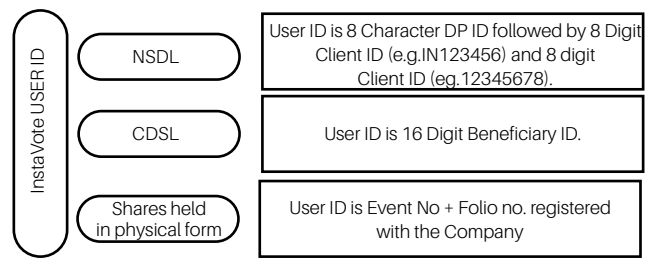 InstaVote USER ID
NSDL
User ID is 8 Character DP ID followed by 8 Digit
Client ID (e.g.IN123456) and 8 digit
Client ID (eg.12345678).
CDSL
User ID is 16 Digit Beneficiary ID.
Shares held
in physical form
User ID is Event No + Folio no. registered
with the Company